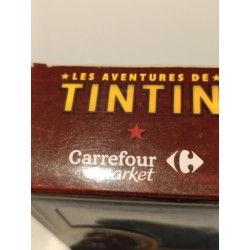 ★LES AVENTURES DE★
TINTIN
★
Carrefour
market